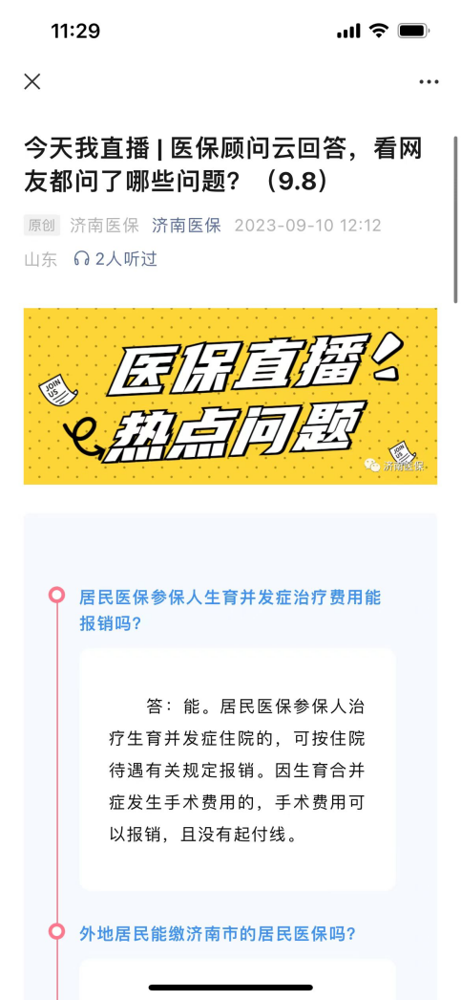 11:29
今天我直播 | 医保顾问云回答，看网
友都问了哪些问题？（9.8）
原创 济南医保 济南医保 2023-09-10 12:12
山东 2人听过
医保直播！
JOIN US
热点问题
JOIN US
济南医保
居民医保参保人生育并发症治疗费用能
报销吗？
答：能。居民医保参保人治
疗生育并发症住院的，可按住院
待遇有关规定报销。因生育合并
症发生手术费用的，手术费用可
以报销，且没有起付线。
外地居民能缴济南市的居民医保吗？